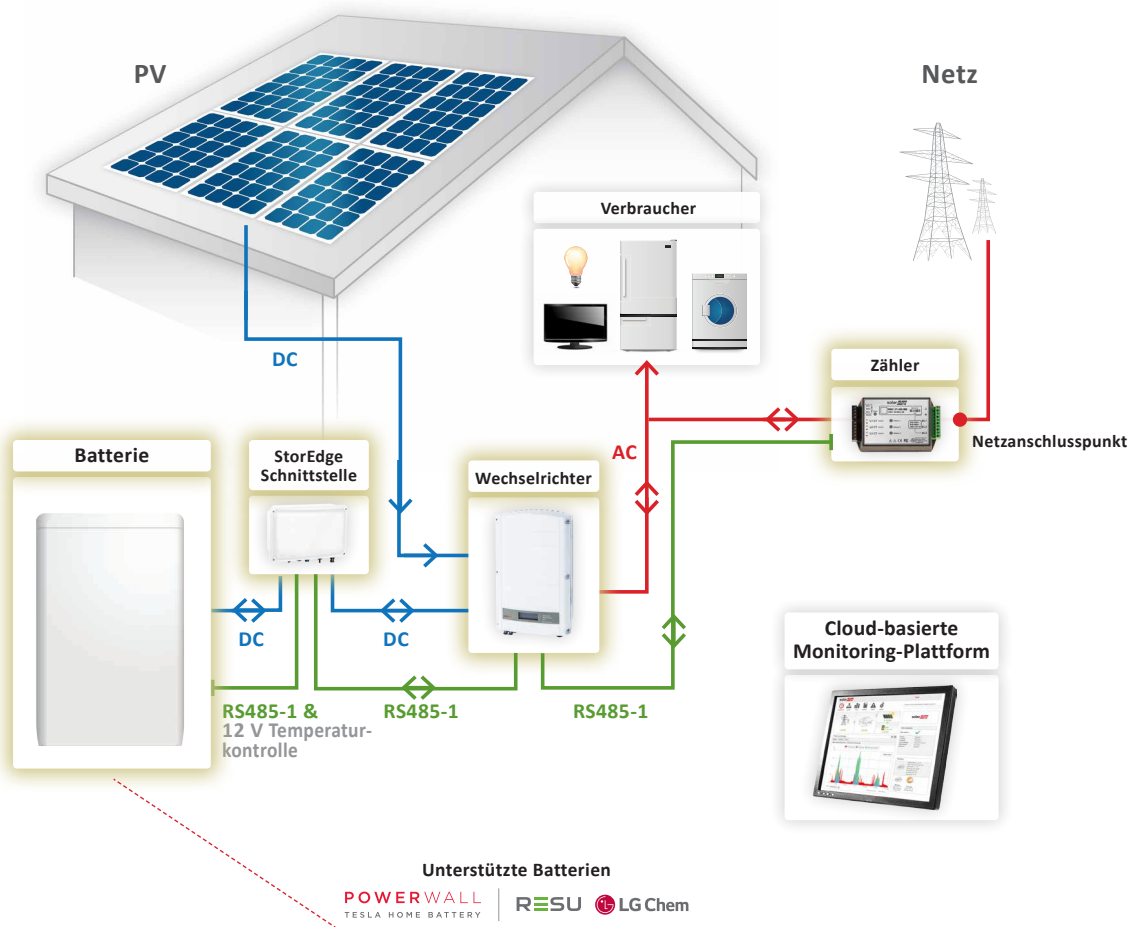 PV
Netz
Verbraucher
DC
Zähler
Netzanschlusspunkt
AC
Batterie
StorEdge
Schnittstelle
Wechselrichter
DC
DC
RS485-1 &
12 V Temperatur-
kontrolle
RS485-1
RS485-1
Cloud-basierte
Monitoring-Plattform
Unterstützte Batterien
POWERWALL
TESLA HOME BATTERY
RESU
LG Chem